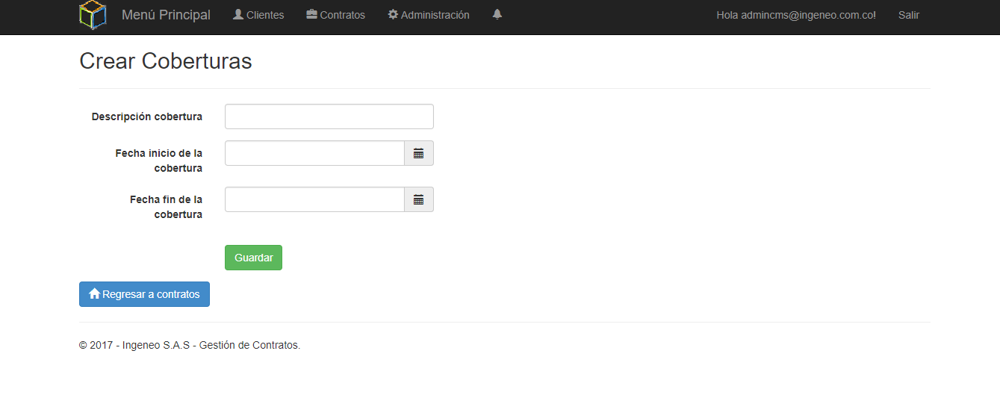 Menú Principal Clientes Contratos Administración Hola admincms@ingeneo.com.co! Salir
Crear Coberturas
Descripción cobertura
Fecha inicio de la
cobertura
Fecha fin de la
cobertura
Guardar
Regresar a contratos
© 2017 - Ingeneo S.A.S - Gestión de Contratos.